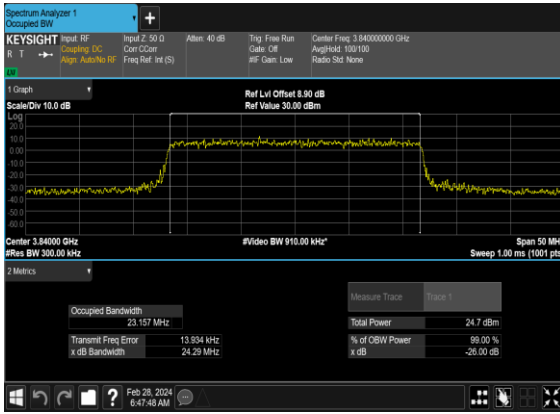 Spectrum Analyzer 1
Occupied BW
+
KEYSIGHT
R T
LXI
Input: RF
Coupling: DC
Align: Auto/No RF
Input Z: 50 Ω
Corr CCorr
Freq Ref: Int (S)
Atten: 40 dB
Trig: Free Run
Gate: Off
#IF Gain: Low
Center Freq: 3.840000000 GHz
Avg|Hold: 100/100
Radio Std: None
1 Graph
Scale/Div 10.0 dB
Ref Lvl Offset 8.90 dB
Ref Value 30.00 dBm
Log
20.0
10.0
0.00
-10.0
-20.0
-30.0
-40.0
-50.0
-60.0
Center 3.84000 GHz
#Video BW 910.00 kHz*
Span 50 MH
#Res BW 300.00 kHz
Sweep 1.00 ms (1001 pts
2 Metrics
Measure Trace
Trace 1
Occupied Bandwidth
23.157 MHz
Total Power
24.7 dBm
Transmit Freq Error
13.934 kHz
% of OBW Power
99.00 %
x dB Bandwidth
24.29 MHz
x dB
-26.00 dB
?
Feb 28, 2024
6:47:48 AM